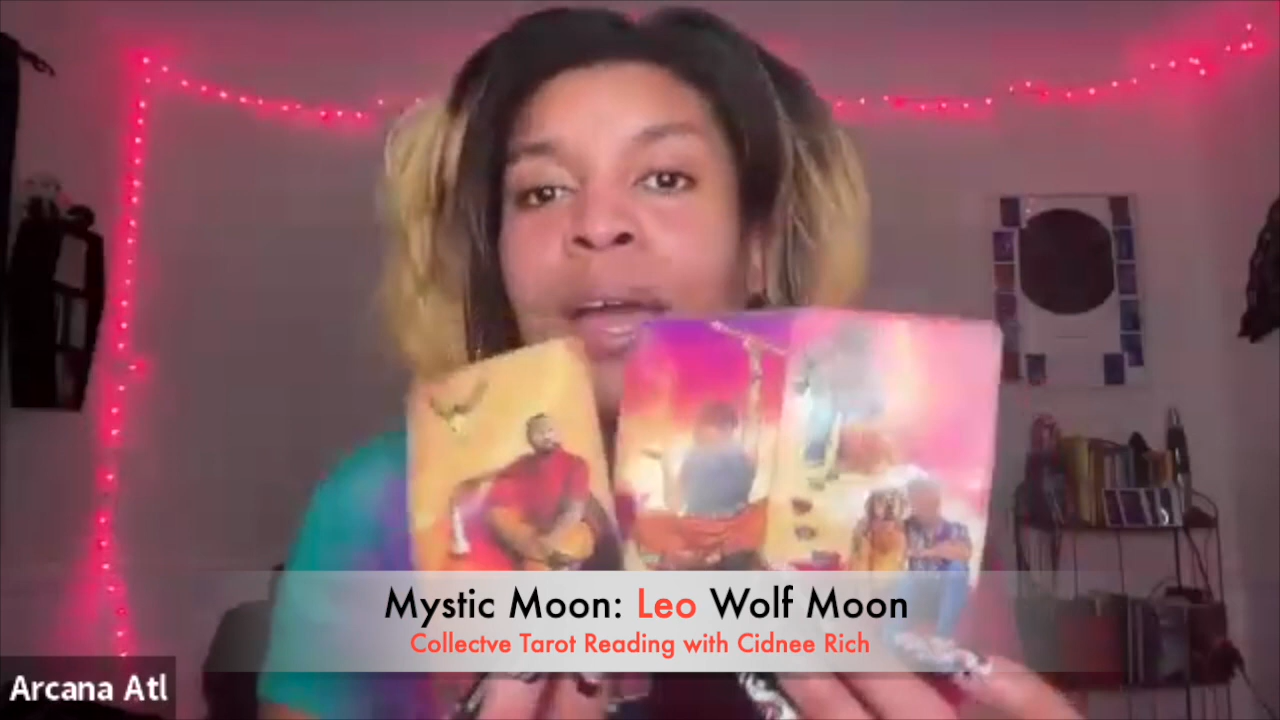 Mystic Moon: Leo Wolf Moon
Collectve Tarot Reading with Cidnee Rich
Arcana Atl